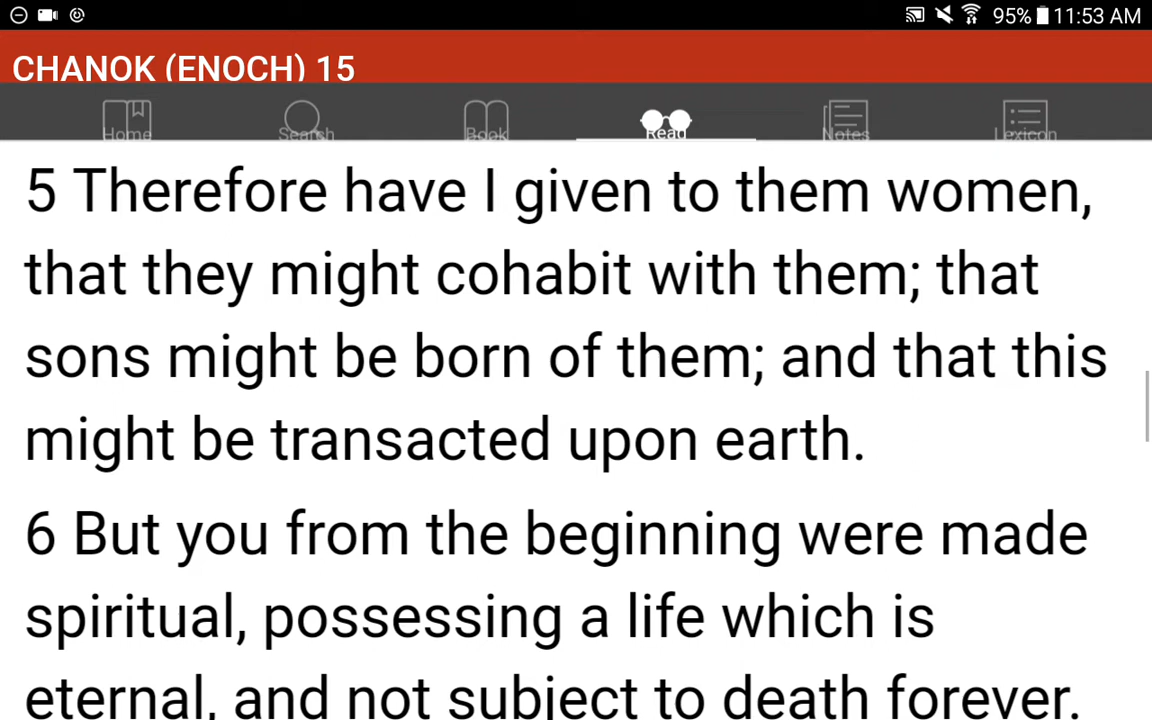 95% 11:53 AM
CHANOK (ENOCH) 15
Home Search Book Read Notes Lexicon
5 Therefore have I given to them women,
that they might cohabit with them; that
sons might be born of them; and that this
might be transacted upon earth.
6 But you from the beginning were made
spiritual, possessing a life which is
eternal, and not subject to death forever.